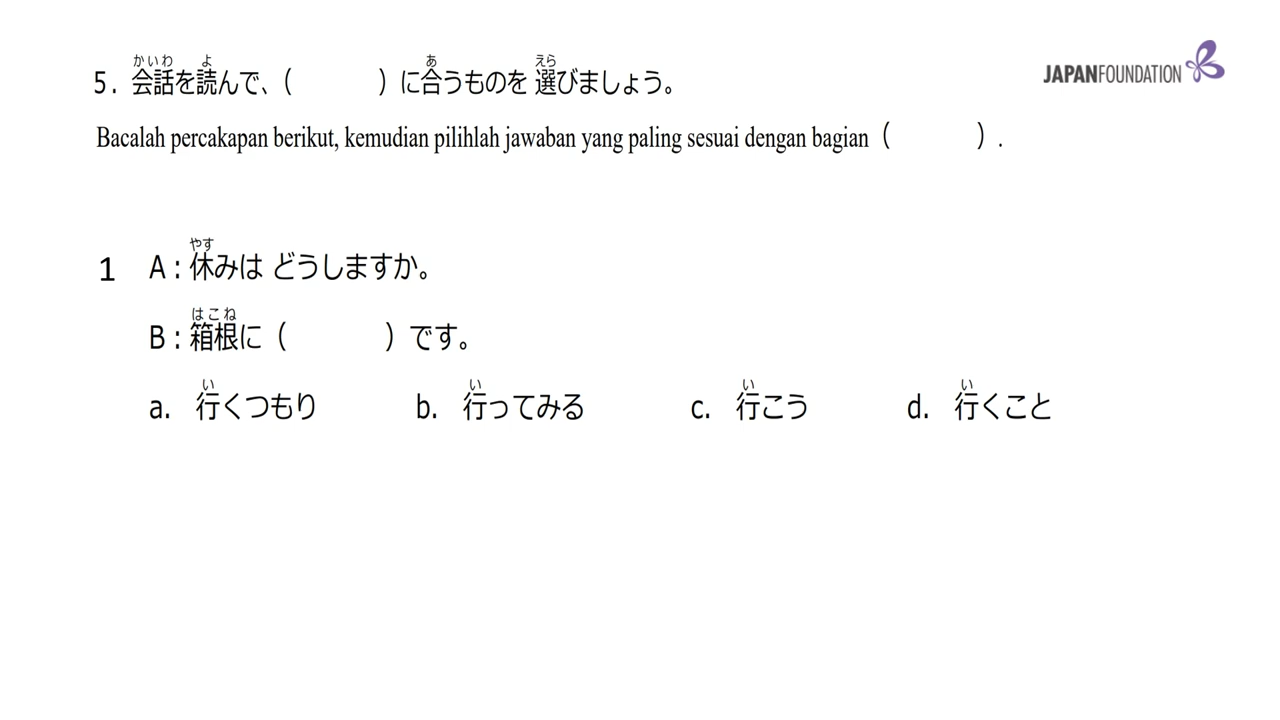 5. 会話を読んで、（　　　）に合うものを 選びましょう。
JAPANFOUNDATION
Bacalah percakapan berikut, kemudian pilihlah jawaban yang paling sesuai dengan bagian（　　　）.
1 A : 休みは どうしますか。
B : 箱根に（　　　）です。
a. 行くつもり b. 行ってみる c. 行こう d. 行くこと